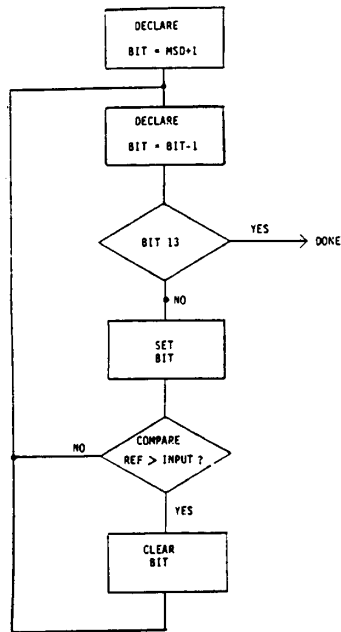 DECLARE
BIT = MSD+1
DECLARE
BIT = BIT-1
BIT 13
YES
DONE
NO
SET
BIT
COMPARE
REF > INPUT ?
NO
YES
CLEAR
BIT